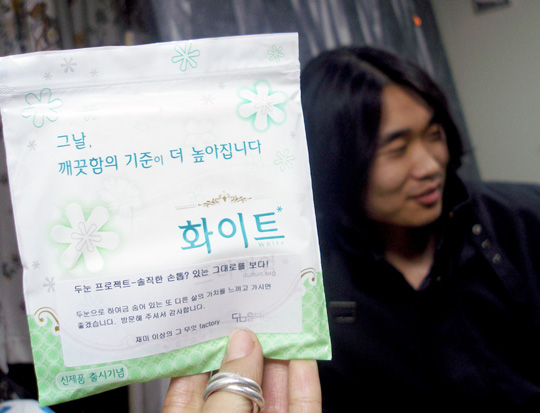 그날,
깨끗함의 기준이 더 높아집니다
화이트*
White
두눈 프로젝트-솔직한 손톱? 있는 그대로를 보다!
두눈으로 하여금 숨어 있는 또 다른 삶의 가치를 느끼고 가시면
좋겠습니다. 방문해 주셔서 감사합니다.
재미 이상의 그 무엇 factory
신제품 출시기념